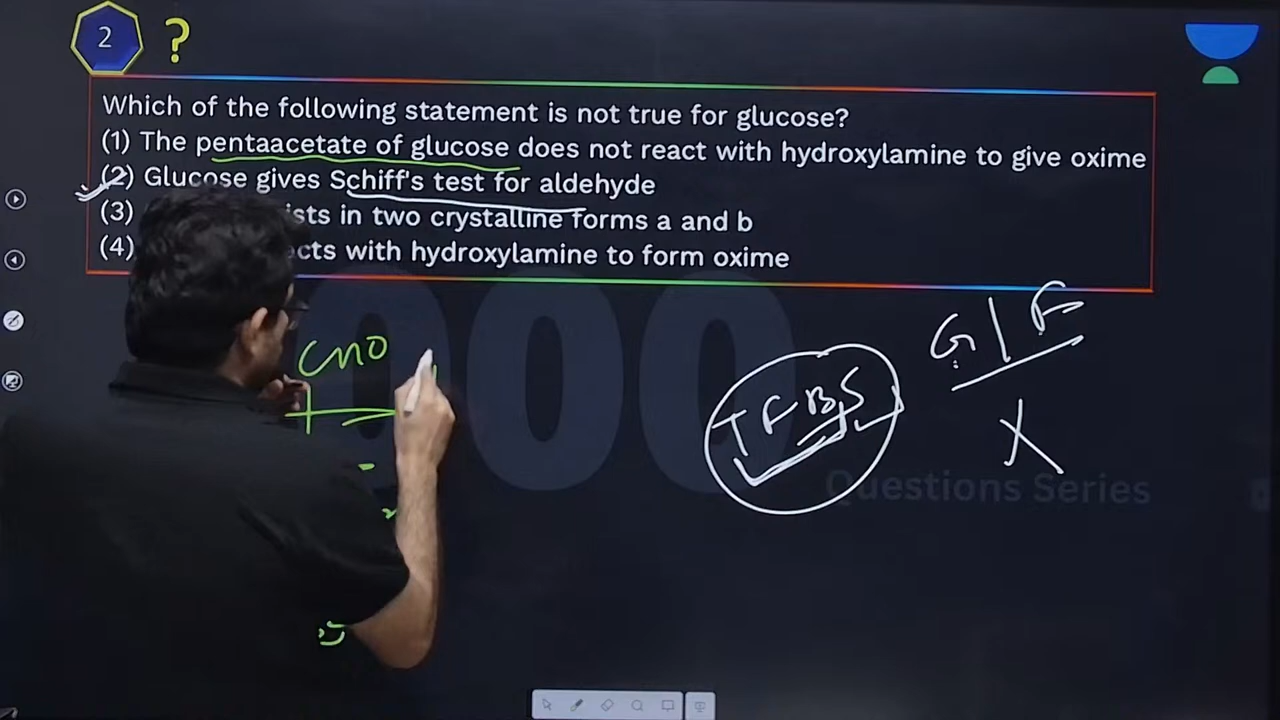 2 ?
Which of the following statement is not true for glucose?
(1) The pentaacetate of glucose does not react with hydroxylamine to give oxime
(2) Glucose gives Schiff's test for aldehyde
(3) ists in two crystalline forms a and b
(4) cts with hydroxylamine to form oxime
G / F
CHO
T F B S
X
000
Questions Series